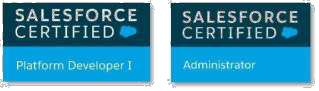 SALESFORCE
CERTIFIED
Platform Developer I
SALESFORCE
CERTIFIED
Administrator